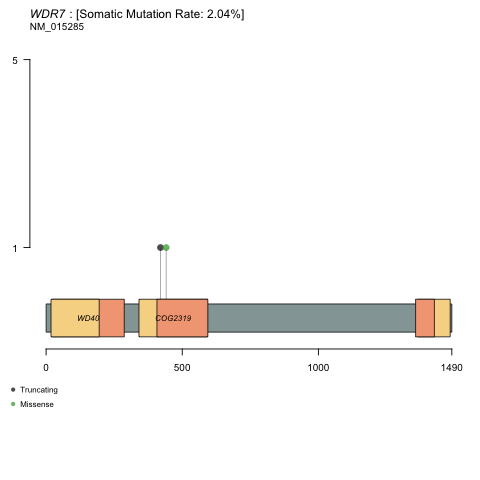 WDR7 : [Somatic Mutation Rate: 2.04%]
NM_015285
5
1
WD40 COG2319
0 500 1000 1490
Truncating
Missense